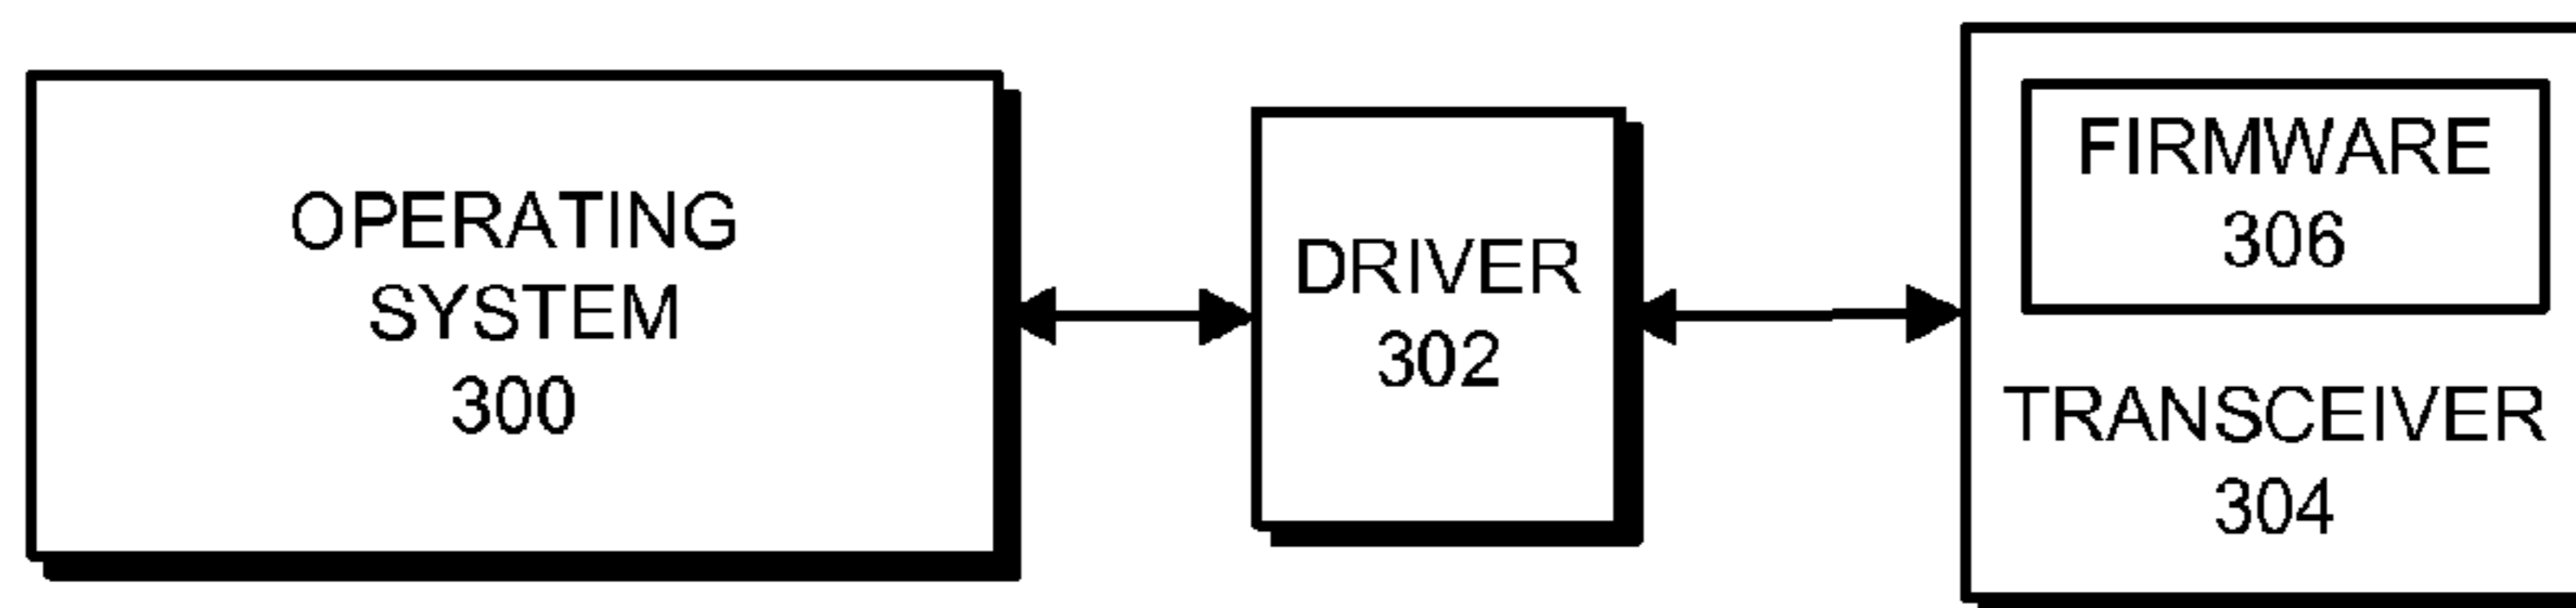 OPERATING
SYSTEM
300
DRIVER
302
FIRMWARE
306
TRANSCEIVER
304